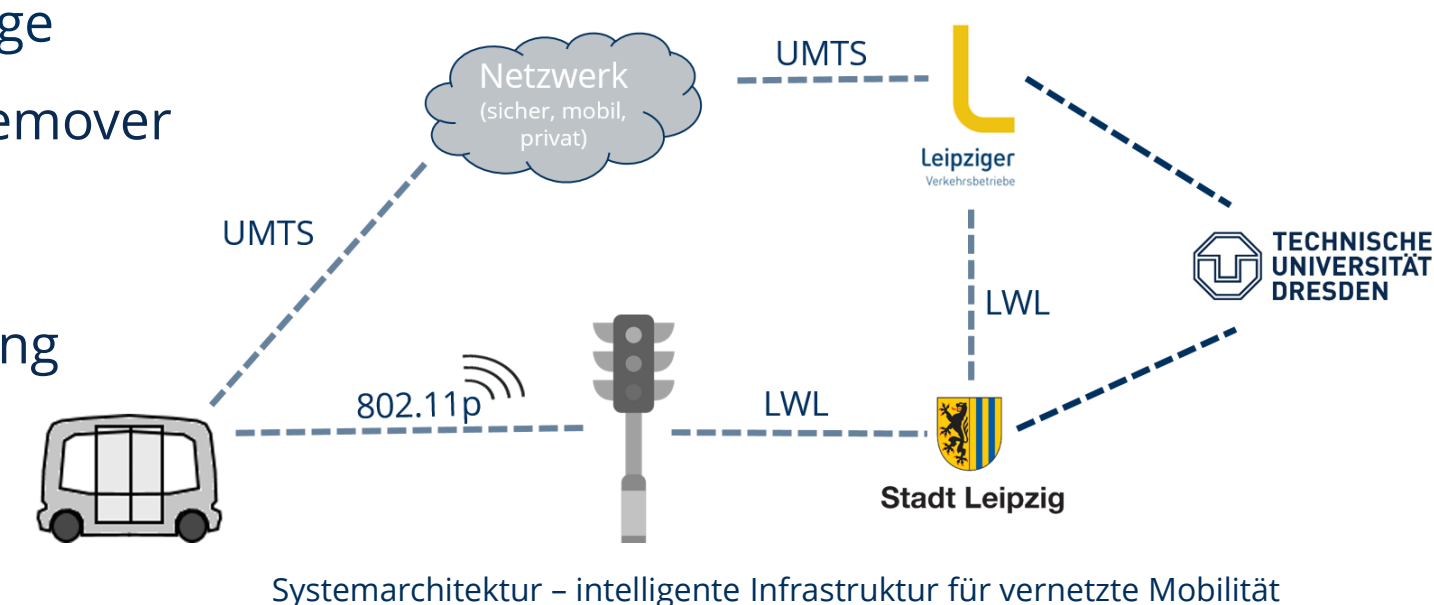 ge
emover
ng
UMTS
Netzwerk
(sicher, mobil,
privat)
UMTS
Leipziger
Verkehrsbetriebe
TECHNISCHE
UNIVERSITÄT
DRESDEN
LWL
802.11p
LWL
Stadt Leipzig
Systemarchitektur – intelligente Infrastruktur für vernetzte Mobilität